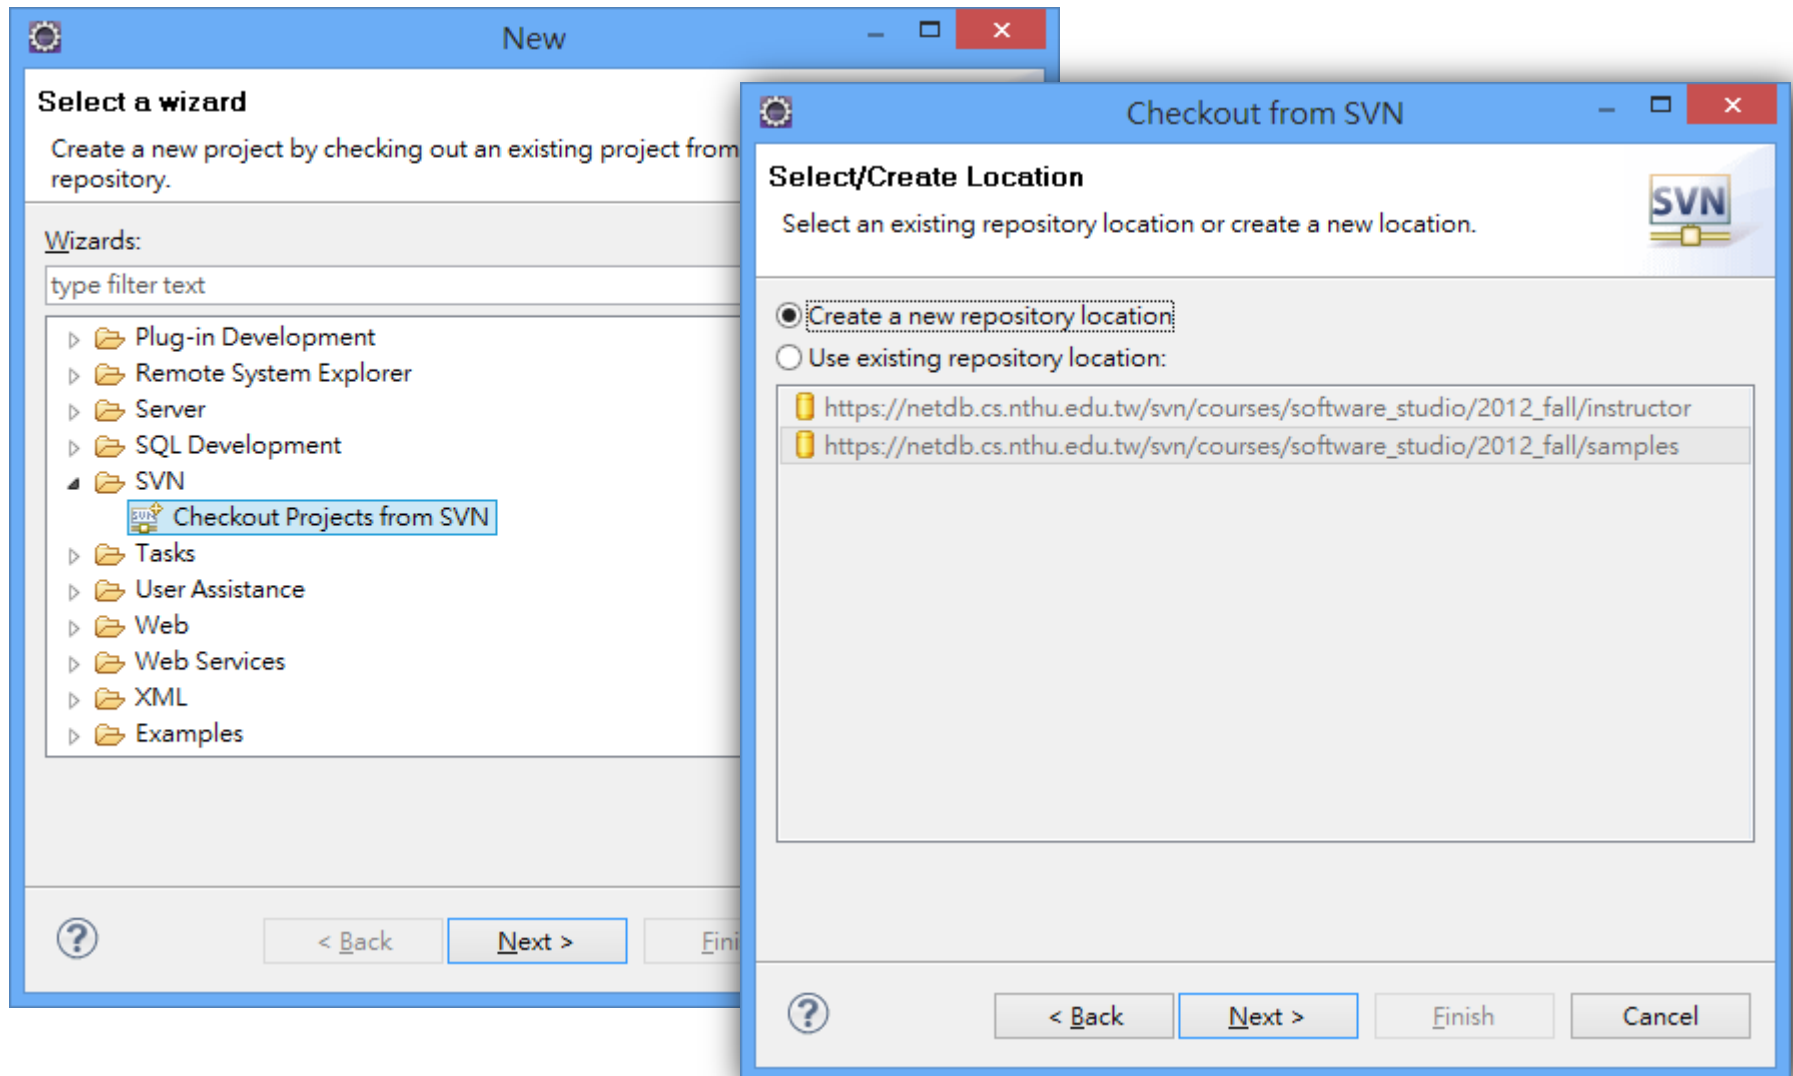 New
Select a wizard
Create a new project by checking out an existing project from
repository.
Wizards:
type filter text
Plug-in Development
Remote System Explorer
Server
SQL Development
SVN
Checkout Projects from SVN
Tasks
User Assistance
Web
Web Services
XML
Examples
< Back
Next >
Checkout from SVN
Select/Create Location
Select an existing repository location or create a new location.
SVN
Create a new repository location
Use existing repository location:
https://netdb.cs.nthu.edu.tw/svn/courses/software_studio/2012_fall/instructor
https://netdb.cs.nthu.edu.tw/svn/courses/software_studio/2012_fall/samples
< Back
Next >
Finish
Cancel